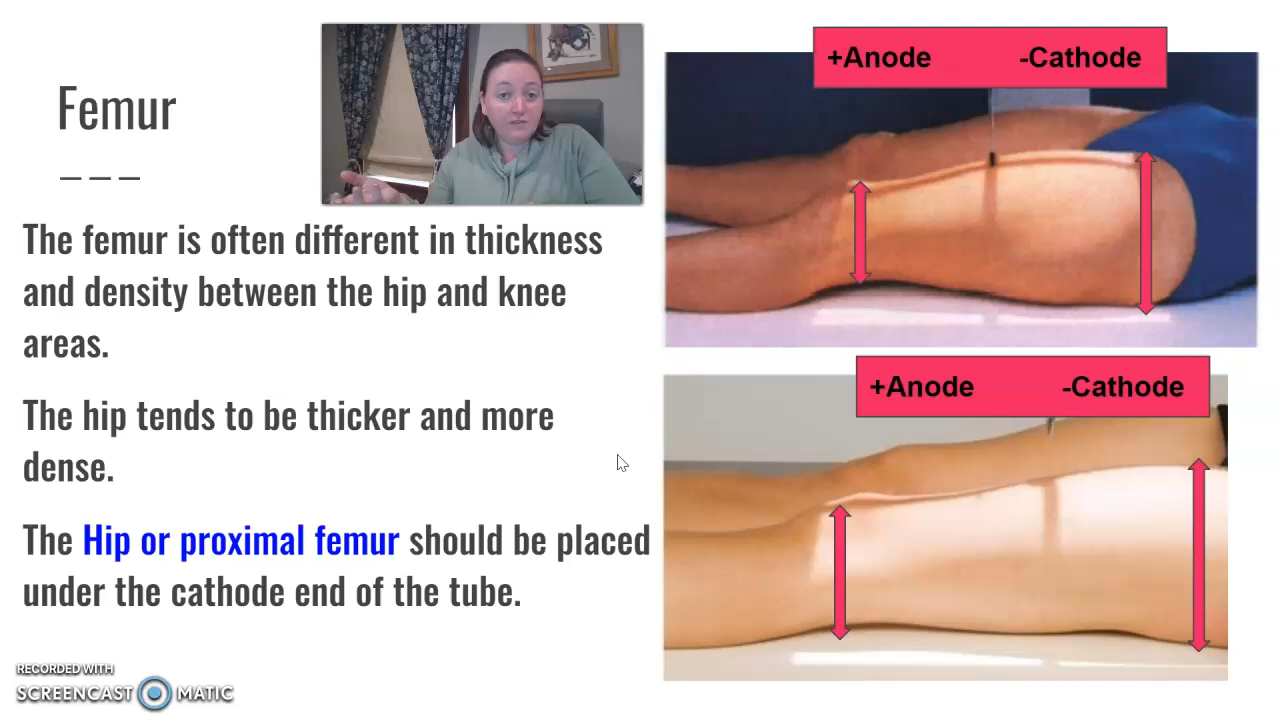 Femur
The femur is often different in thickness
and density between the hip and knee
areas.
The hip tends to be thicker and more
dense.
The Hip or proximal femur should be placed
under the cathode end of the tube.
+Anode -Cathode
+Anode -Cathode
RECORDED WITH
SCREENCAST MATIC